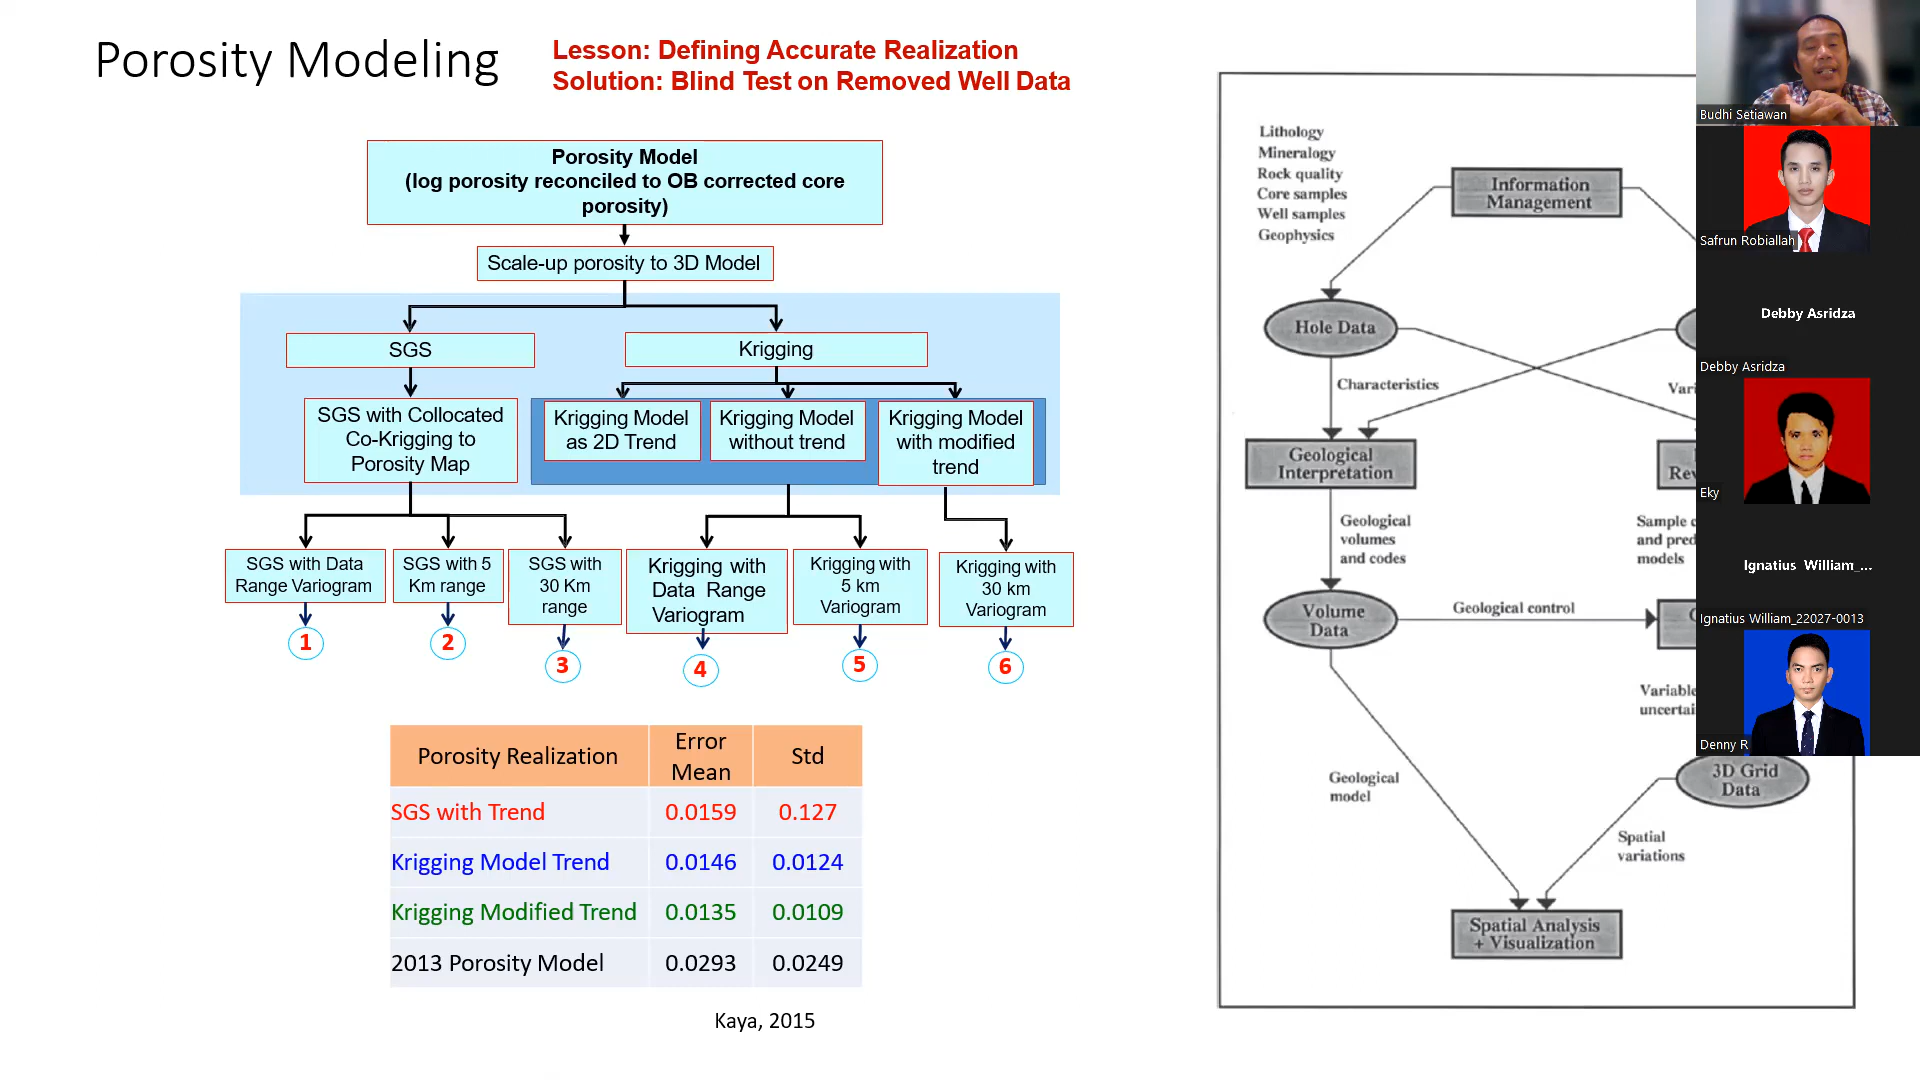 Porosity Modeling
Lesson: Defining Accurate Realization
Solution: Blind Test on Removed Well Data
Porosity Model
(log porosity reconciled to OB corrected core
porosity)
Scale-up porosity to 3D Model
SGS
Krigging
SGS with Collocated
Co-Krigging to
Porosity Map
Krigging Model
as 2D Trend
Krigging Model
without trend
Krigging Model
with modified
trend
SGS with Data
Range Variogram
SGS with 5
Km range
SGS with
30 Km
range
Krigging with
Data Range
Variogram
Krigging with
5 km
Variogram
Krigging with
30 km
Variogram
1
2
3
4
5
6
Porosity Realization
Error
Mean
Std
SGS with Trend 0.0159 0.127
Krigging Model Trend 0.0146 0.0124
Krigging Modified Trend 0.0135 0.0109
2013 Porosity Model 0.0293 0.0249
Kaya, 2015
Lithology
Mineralogy
Rock quality
Core samples
Well samples
Geophysics
Information
Management
Hole Data
Characteristics
Vari
Geological
Interpretation
Rev
Geological
volumes
and codes
Sample c
and pred
models
Volume
Data
Geological control
Variable
uncertai
Geological
model
3D Grid
Data
Spatial
variations
Spatial Analysis
+ Visualization
Budhi Setiawan
Safrun Robiallah
Debby Asridza
Debby Asridza
Eky
Ignatius William_...
Ignatius William_22027-0013
Denny R